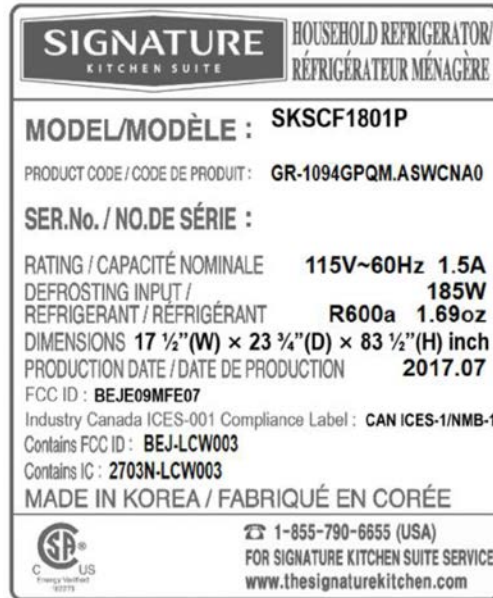 SIGNATURE
KITCHEN SUITE
HOUSEHOLD REFRIGERATOR/
RÉFRIGÉRATEUR MÉNAGÈRE
MODEL/MODÈLE : SKSCF1801P
PRODUCT CODE / CODE DE PRODUIT : GR-1094GPQM.ASWCNA0
SER.No. / NO.DE SÉRIE :
RATING / CAPACITÉ NOMINALE 115V~60Hz 1.5A
DEFROSTING INPUT / 185W
REFRIGERANT / RÉFRIGÉRANT R600a 1.69oz
DIMENSIONS 17 ½”(W) × 23 ¾”(D) × 83 ½”(H) inch
PRODUCTION DATE / DATE DE PRODUCTION 2017.07
FCC ID : BEJE09MFE07
Industry Canada ICES-001 Compliance Label : CAN ICES-1/NMB-1
Contains FCC ID : BEJ-LCW003
Contains IC : 2703N-LCW003
MADE IN KOREA / FABRIQUÉ EN CORÉE
SA ®
C US
Energy Verified
☎ 1-855-790-6655 (USA)
FOR SIGNATURE KITCHEN SUITE SERVICE
www.thesignaturekitchen.com